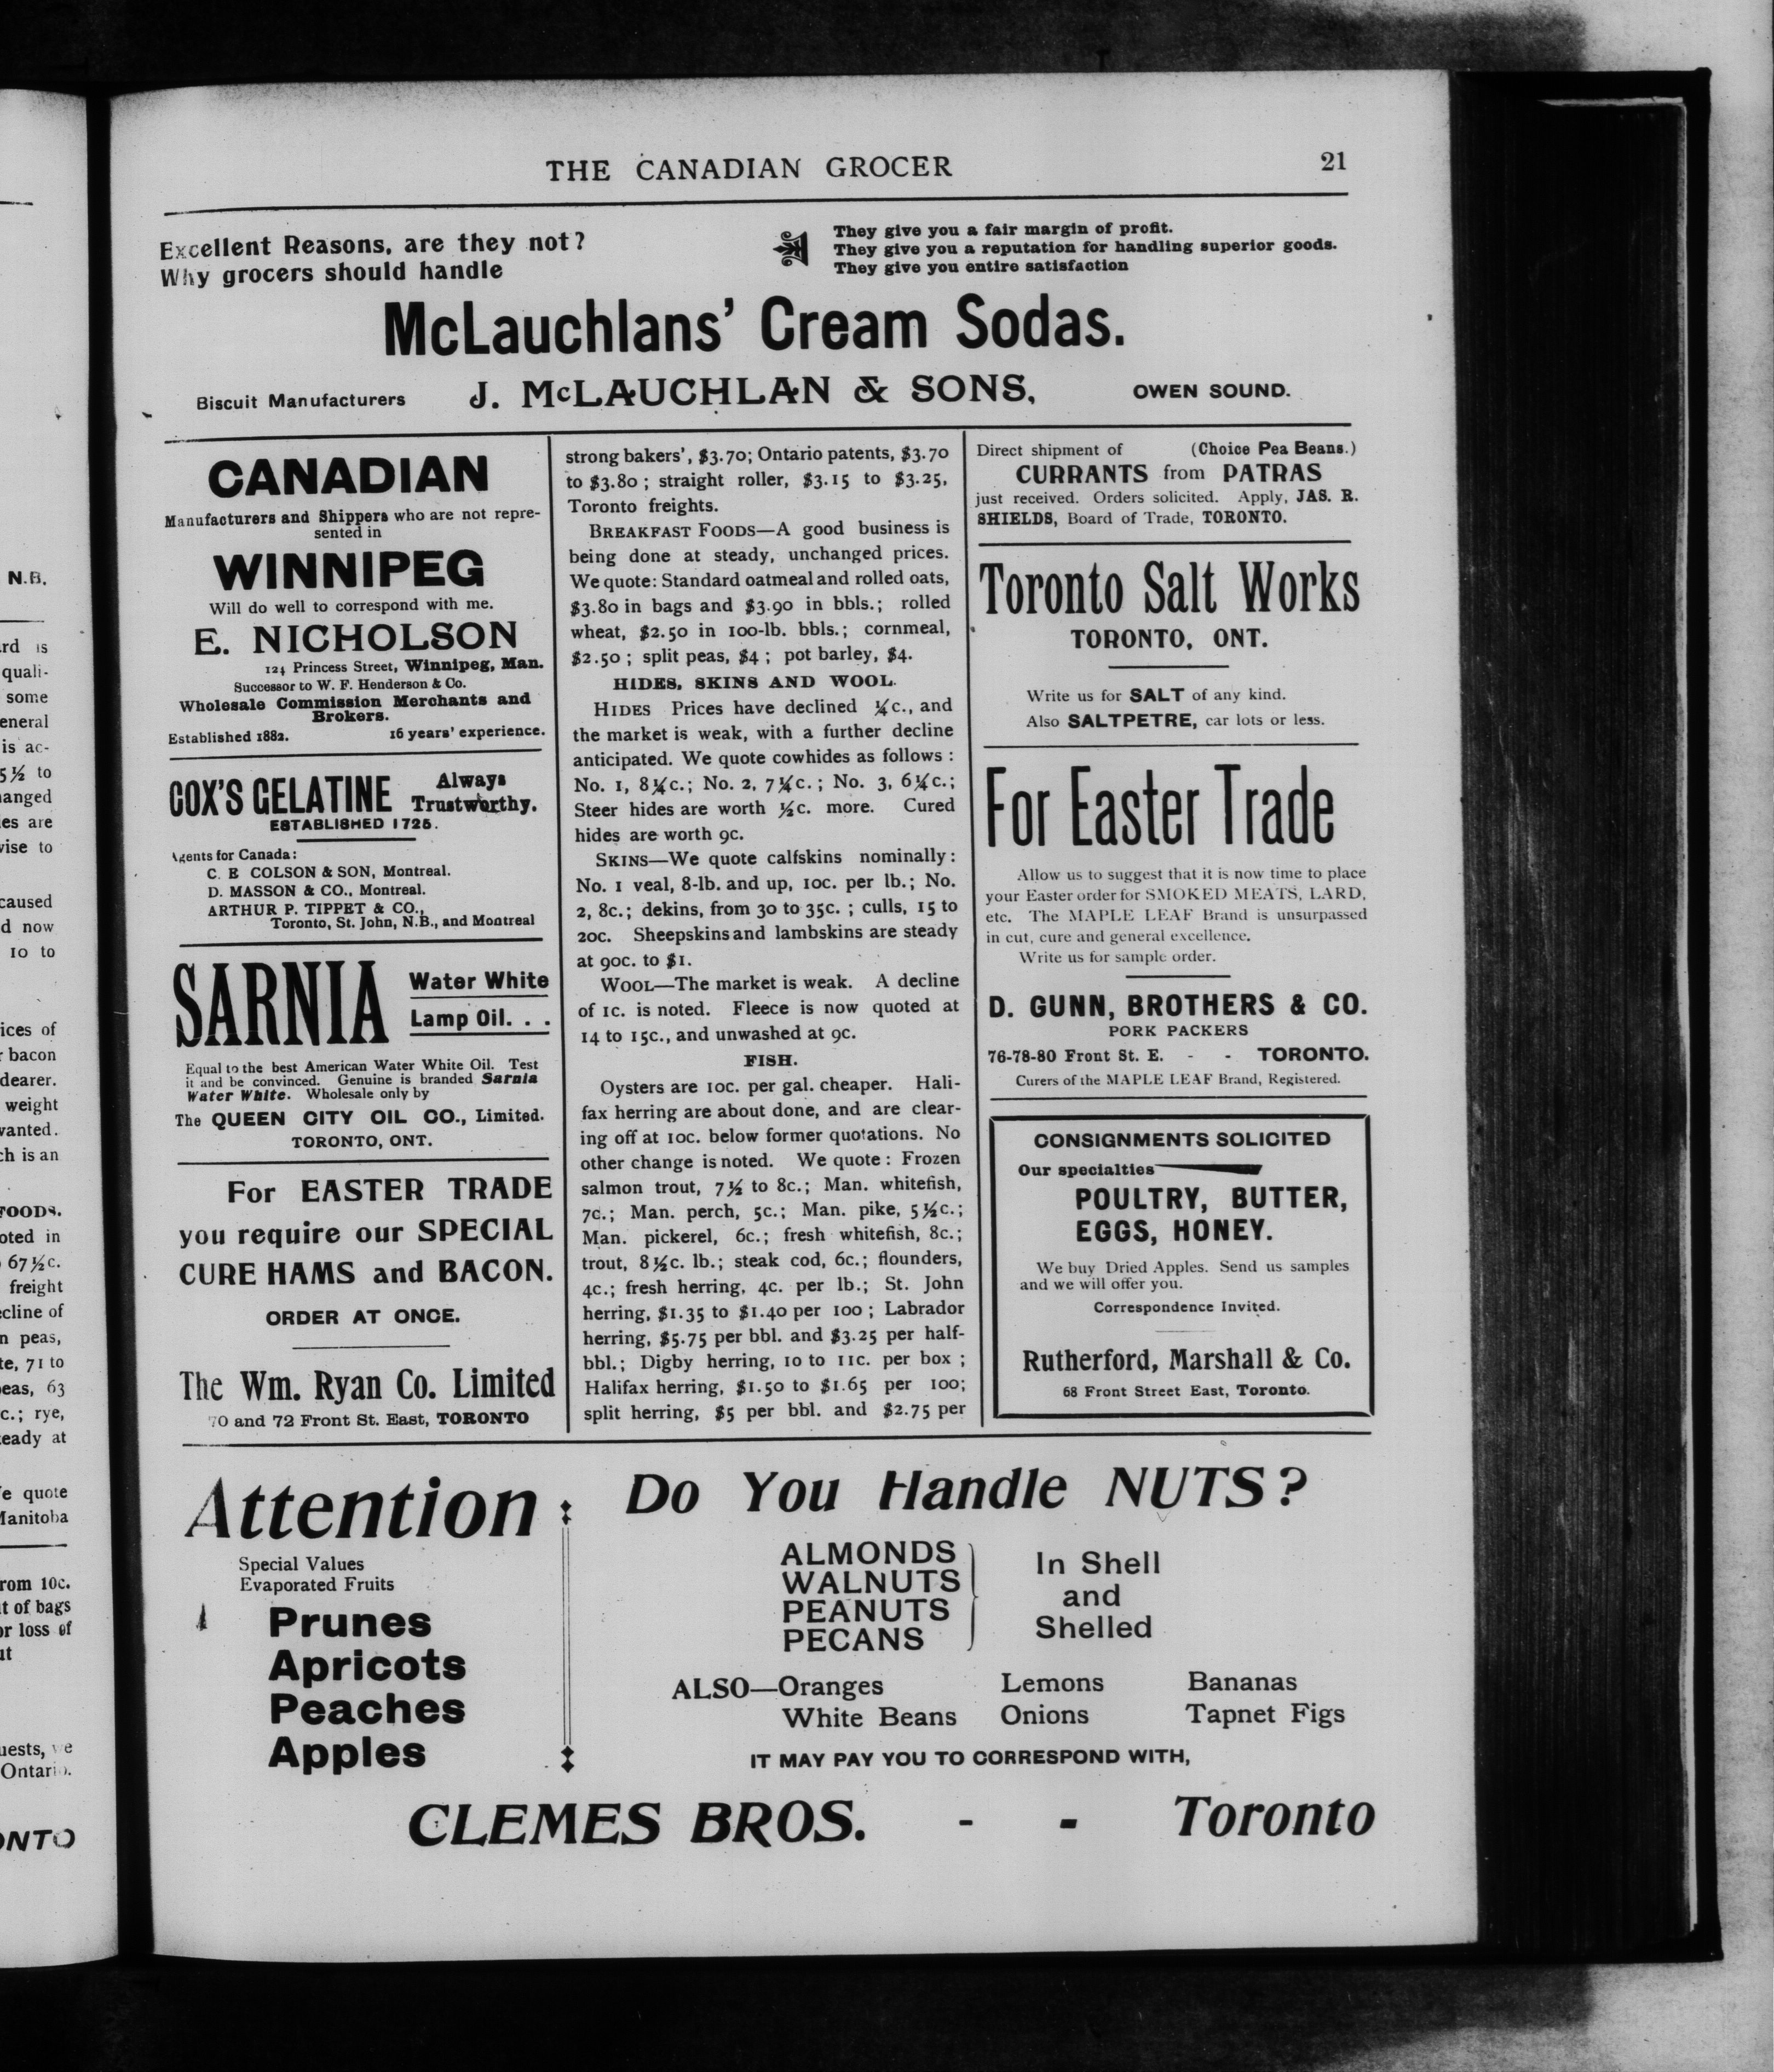 THE CANADIAN GROCER
21
Excellent Reasons, are they not?
Why grocers should handle
They give you a fair margin of profit.
They give you a reputation for handling superior goods.
They give you entire satisfaction
McLauchlans' Cream Sodas.
Biscuit Manufacturers
J. McLAUCHLAN & SONS,
OWEN SOUND.
CANADIAN
Manufacturers and Shippers who are not repre-
sented in
WINNIPEG
Will do well to correspond with me.
E. NICHOLSON
124 Princess Street, Winnipeg, Man.
Successor to W. F. Henderson & Co.
Wholesale Commission Merchants and
Brokers.
Established 1882. 16 years' experience.
COX'S GELATINE
Always
Trustworthy.
ESTABLISHED 1725.
Agents for Canada:
C. E COLSON & SON, Montreal.
D. MASSON & CO., Montreal.
ARTHUR P. TIPPET & CO.,
Toronto, St. John, N.B., and Montreal
SARNIA
Water White
Lamp Oil. . .
Equal to the best American Water White Oil. Test
it and be convinced. Genuine is branded Sarnia
Water White. Wholesale only by
The QUEEN CITY OIL CO., Limited.
TORONTO, ONT.
For EASTER TRADE
you require our SPECIAL
CURE HAMS and BACON.
ORDER AT ONCE.
The Wm. Ryan Co. Limited
70 and 72 Front St. East, TORONTO
strong bakers', $3.70; Ontario patents, $3.70
to $3.80; straight roller, $3.15 to $3.25,
Toronto freights.
BREAKFAST FOODS—A good business is
being done at steady, unchanged prices.
We quote: Standard oatmeal and rolled oats,
$3.80 in bags and $3.90 in bbls.; rolled
wheat, $2.50 in 100-lb. bbls.; cornmeal,
$2.50; split peas, $4; pot barley, $4.
HIDES, SKINS AND WOOL.
HIDES Prices have declined ¼c., and
the market is weak, with a further decline
anticipated. We quote cowhides as follows:
No. 1, 8¼c.; No. 2, 7¼c.; No. 3, 6¼c.;
Steer hides are worth ½c. more. Cured
hides are worth 9c.
SKINS—We quote calfskins nominally:
No. 1 veal, 8-lb. and up, 10c. per lb.; No.
2, 8c.; dekins, from 30 to 35c.; culls, 15 to
20c. Sheepskins and lambskins are steady
at 90c. to $1.
WOOL—The market is weak. A decline
of 1c. is noted. Fleece is now quoted at
14 to 15c., and unwashed at 9c.
FISH.
Oysters are 10c. per gal. cheaper. Hali-
fax herring are about done, and are clear-
ing off at 10c. below former quotations. No
other change is noted. We quote: Frozen
salmon trout, 7½ to 8c.; Man. whitefish,
7c.; Man. perch, 5c.; Man. pike, 5½c.;
Man. pickerel, 6c.; fresh whitefish, 8c.;
trout, 8½c. lb.; steak cod, 6c.; flounders,
4c.; fresh herring, 4c. per lb.; St. John
herring, $1.35 to $1.40 per 100; Labrador
herring, $5.75 per bbl. and $3.25 per half-
bbl.; Digby herring, 10 to 11c. per box;
Halifax herring, $1.50 to $1.65 per 100;
split herring, $5 per bbl. and $2.75 per
Direct shipment of (Choice Pea Beans.)
CURRANTS from PATRAS
just received. Orders solicited. Apply, JAS. R.
SHIELDS, Board of Trade, TORONTO.
Toronto Salt Works
TORONTO, ONT.
Write us for SALT of any kind.
Also SALTPETRE, car lots or less.
For Easter Trade
Allow us to suggest that it is now time to place
your Easter order for SMOKED MEATS, LARD,
etc. The MAPLE LEAF Brand is unsurpassed
in cut, cure and general excellence.
Write us for sample order.
D. GUNN, BROTHERS & CO.
PORK PACKERS
76-78-80 Front St. E. - - TORONTO.
Curers of the MAPLE LEAF Brand, Registered.
CONSIGNMENTS SOLICITED
Our specialties
POULTRY, BUTTER,
EGGS, HONEY.
We buy Dried Apples. Send us samples
and we will offer you.
Correspondence Invited.
Rutherford, Marshall & Co.
68 Front Street East, Toronto.
Attention
Special Values
Evaporated Fruits
Prunes
Apricots
Peaches
Apples
Do You Handle NUTS?
ALMONDS
WALNUTS
PEANUTS
PECANS
In Shell
and
Shelled
ALSO—Oranges Lemons Bananas
White Beans Onions Tapnet Figs
IT MAY PAY YOU TO CORRESPOND WITH,
CLEMES BROS. - - Toronto